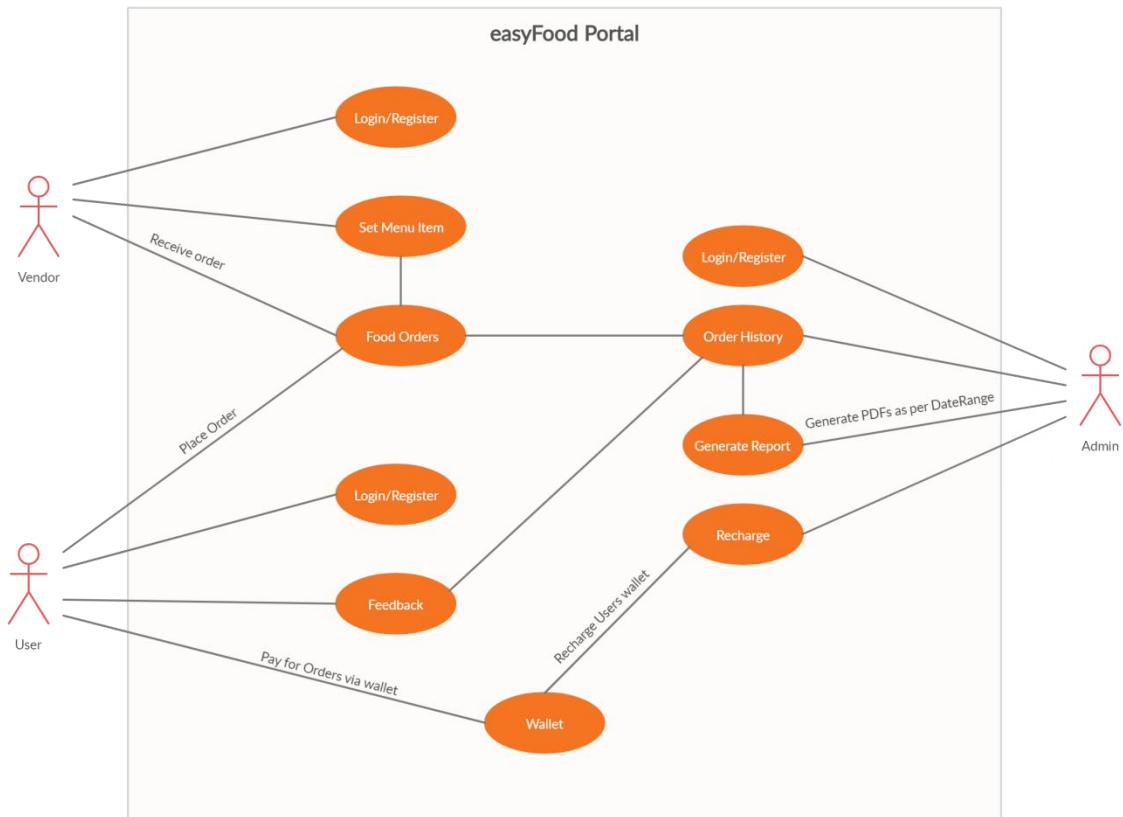 easyFood Portal
Login/Register
Set Menu Item
Receive order
Vendor
Login/Register
Food Orders
Order History
Place Order
Generate PDFs as per DateRange
Generate Report
Admin
Login/Register
Recharge
Feedback
Recharge Users wallet
User
Pay for Orders via wallet
Wallet